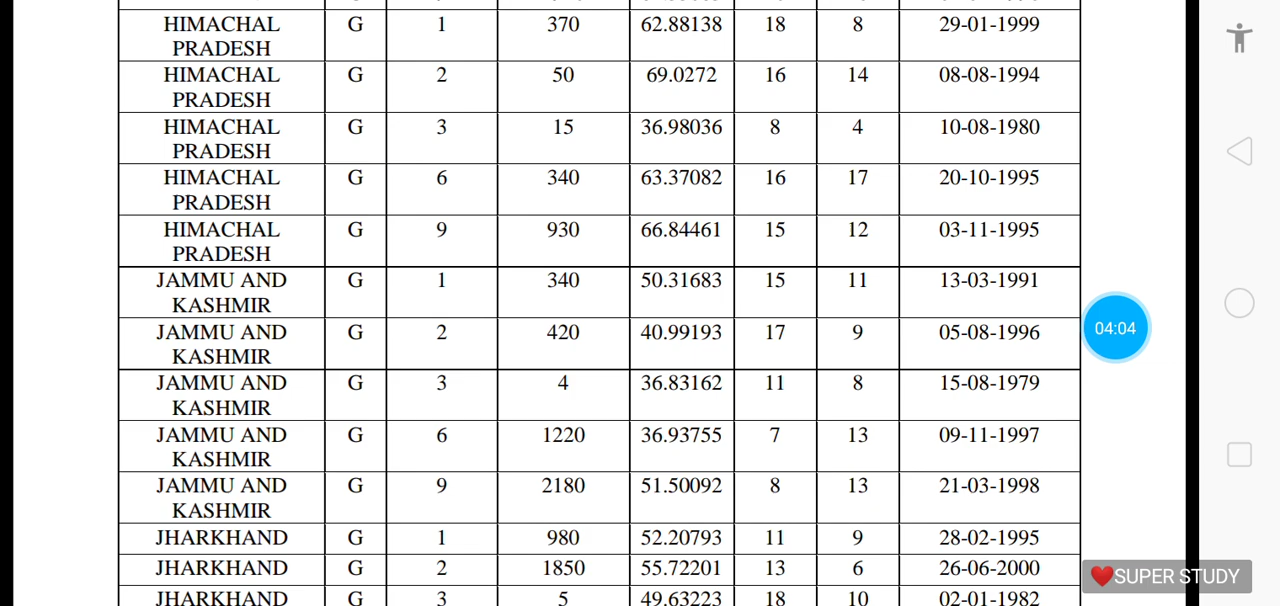 HIMACHAL PRADESH G 1 370 62.88138 18 8 29-01-1999
HIMACHAL PRADESH G 2 50 69.0272 16 14 08-08-1994
HIMACHAL PRADESH G 3 15 36.98036 8 4 10-08-1980
HIMACHAL PRADESH G 6 340 63.37082 16 17 20-10-1995
HIMACHAL PRADESH G 9 930 66.84461 15 12 03-11-1995
JAMMU AND KASHMIR G 1 340 50.31683 15 11 13-03-1991
JAMMU AND KASHMIR G 2 420 40.99193 17 9 05-08-1996
JAMMU AND KASHMIR G 3 4 36.83162 11 8 15-08-1979
JAMMU AND KASHMIR G 6 1220 36.93755 7 13 09-11-1997
JAMMU AND KASHMIR G 9 2180 51.50092 8 13 21-03-1998
JHARKHAND G 1 980 52.20793 11 9 28-02-1995
JHARKHAND G 2 1850 55.72201 13 6 26-06-2000
JHARKHAND G 3 5 49.63223 18 10 02-01-1982
04:04
SUPER STUDY